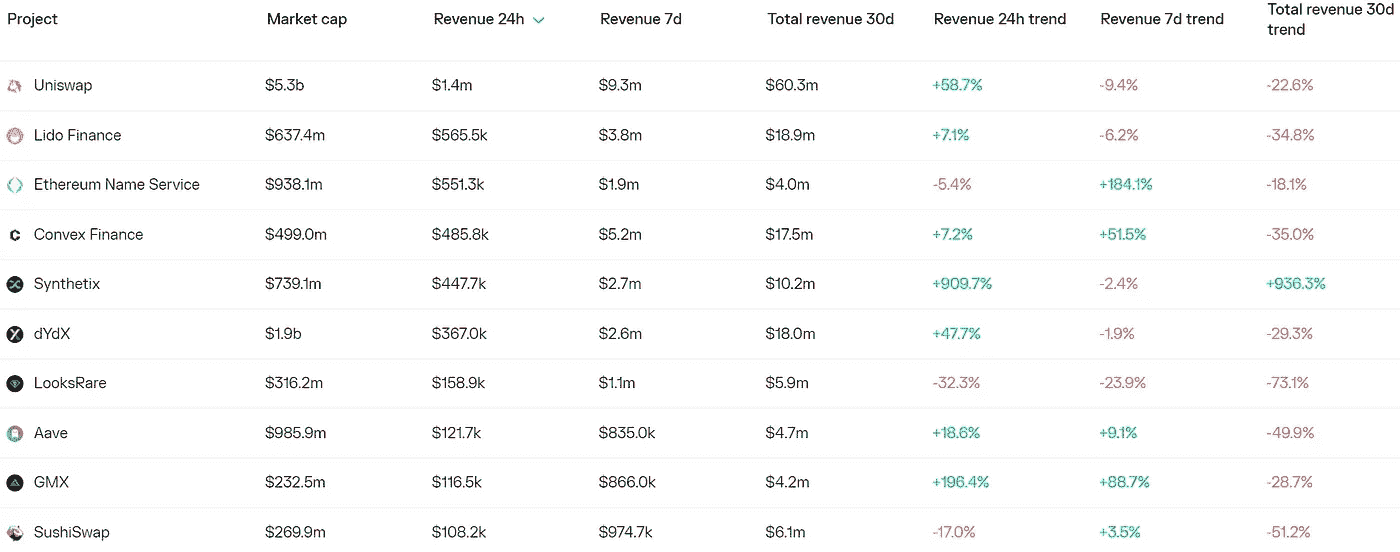 Project Market cap Revenue 24h Revenue 7d Total revenue 30d Revenue 24h trend Revenue 7d trend Total revenue 30d trend
Uniswap $5.3b $1.4m $9.3m $60.3m +58.7% -9.4% -22.6%
Lido Finance $637.4m $565.5k $3.8m $18.9m +7.1% -6.2% -34.8%
Ethereum Name Service $938.1m $551.3k $1.9m $4.0m -5.4% +184.1% -18.1%
Convex Finance $499.0m $485.8k $5.2m $17.5m +7.2% +51.5% -35.0%
Synthetix $739.1m $447.7k $2.7m $10.2m +909.7% -2.4% +936.3%
dYdX $1.9b $367.0k $2.6m $18.0m +47.7% -1.9% -29.3%
LooksRare $316.2m $158.9k $1.1m $5.9m -32.3% -23.9% -73.1%
Aave $985.9m $121.7k $835.0k $4.7m +18.6% +9.1% -49.9%
GMX $232.5m $116.5k $866.0k $4.2m +196.4% +88.7% -28.7%
SushiSwap $269.9m $108.2k $974.7k $6.1m -17.0% +3.5% -51.2%